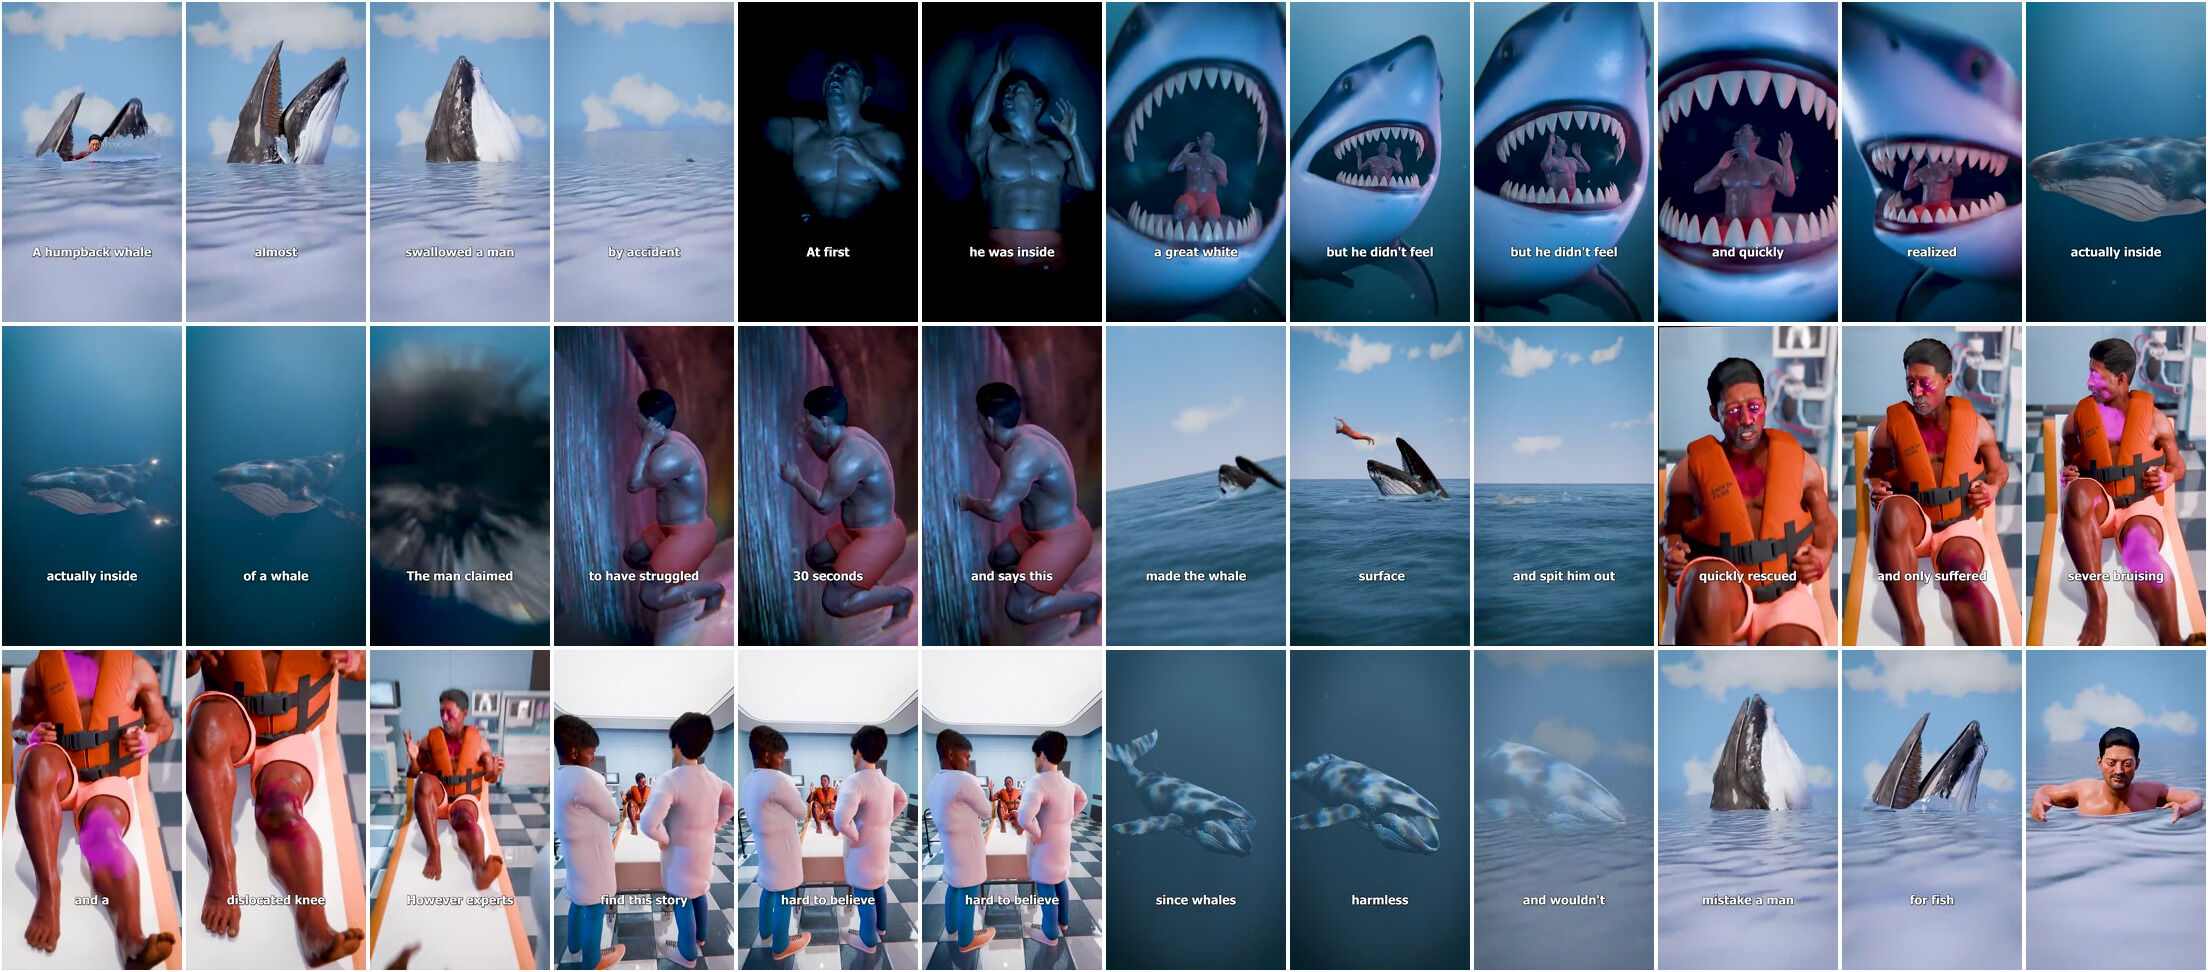 A humpback whale
almost
swallowed a man
by accident
At first
he was inside
a great white
but he didn't feel
but he didn't feel
and quickly
realized
actually inside
actually inside
of a whale
The man claimed
to have struggled
30 seconds
and says this
made the whale
surface
and spit him out
quickly rescued
and only suffered
severe bruising
and a
dislocated knee
However experts
find this story
hard to believe
hard to believe
since whales
harmless
and wouldn't
mistake a man
for fish